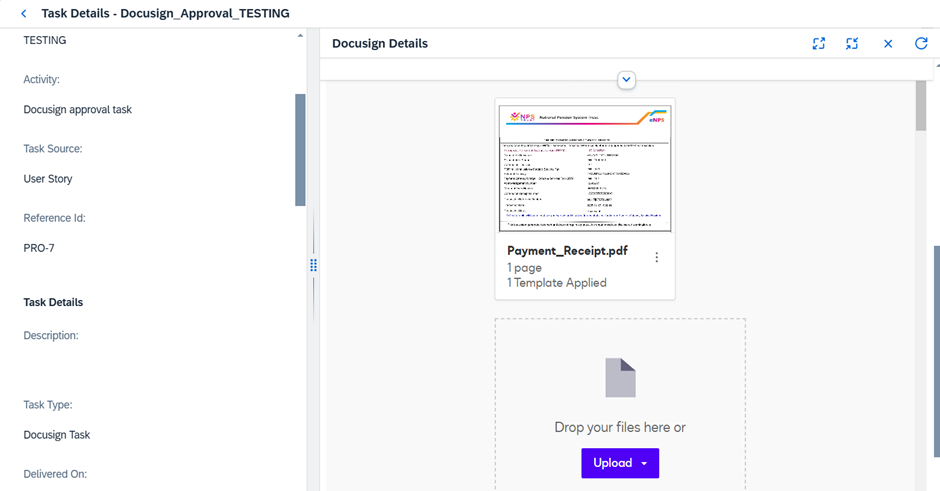 Task Details - Docusign_Approval_TESTING
TESTING
Activity:
Docusign approval task
Task Source:
User Story
Reference Id:
PRO-7
Task Details
Description:
Task Type:
Docusign Task
Delivered On:
Docusign Details
NPS
National Pension System Trust
eNPS
Payment_Receipt.pdf
1 page
1 Template Applied
Drop your files here or
Upload